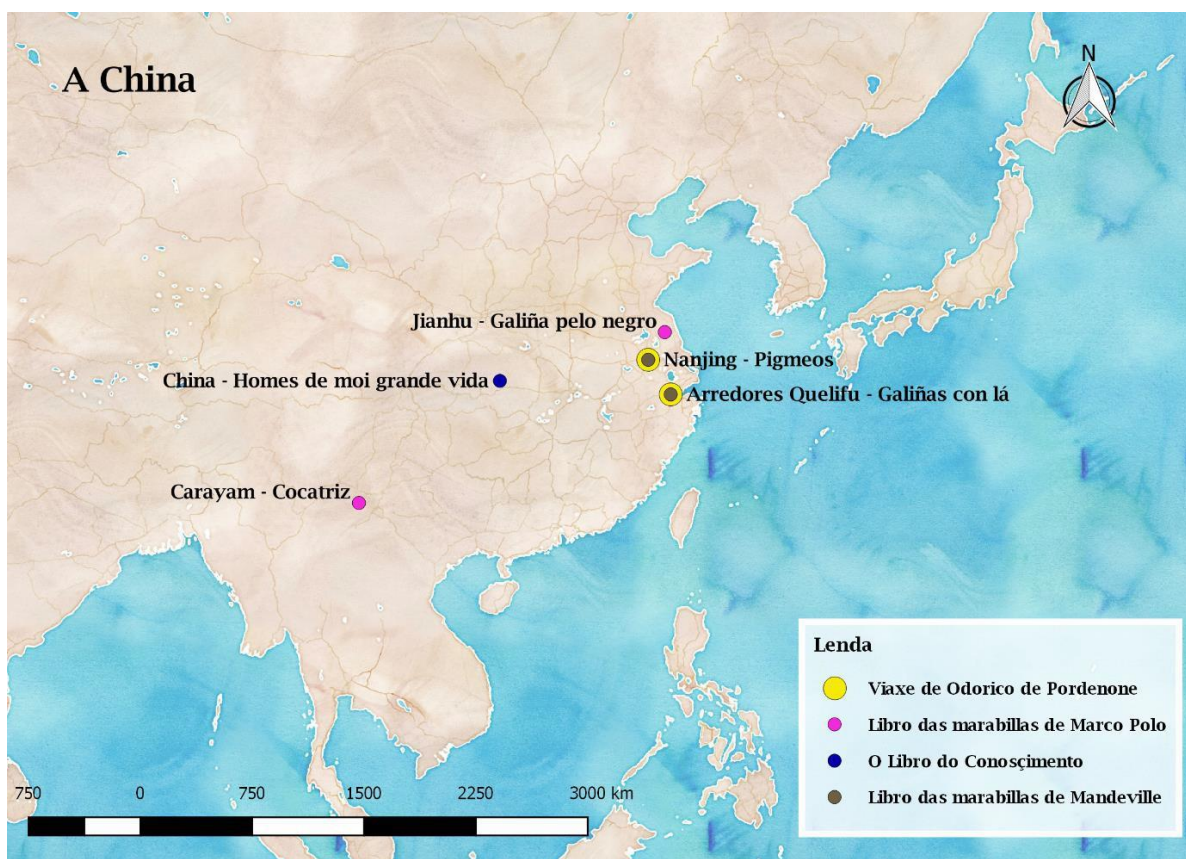 A China
N
Jianhu - Galiña pelo negro
Nanjing - Pigmeos
China - Homes de moi grande vida
Arredores Quelifu - Galiñas con lá
Carayam - Cocatriz
Lenda
Viaxe de Odorico de Pordenone
Libro das marabillas de Marco Polo
O Libro do Conosçimento
Libro das marabillas de Mandeville
750 0 750 1500 2250 3000 km